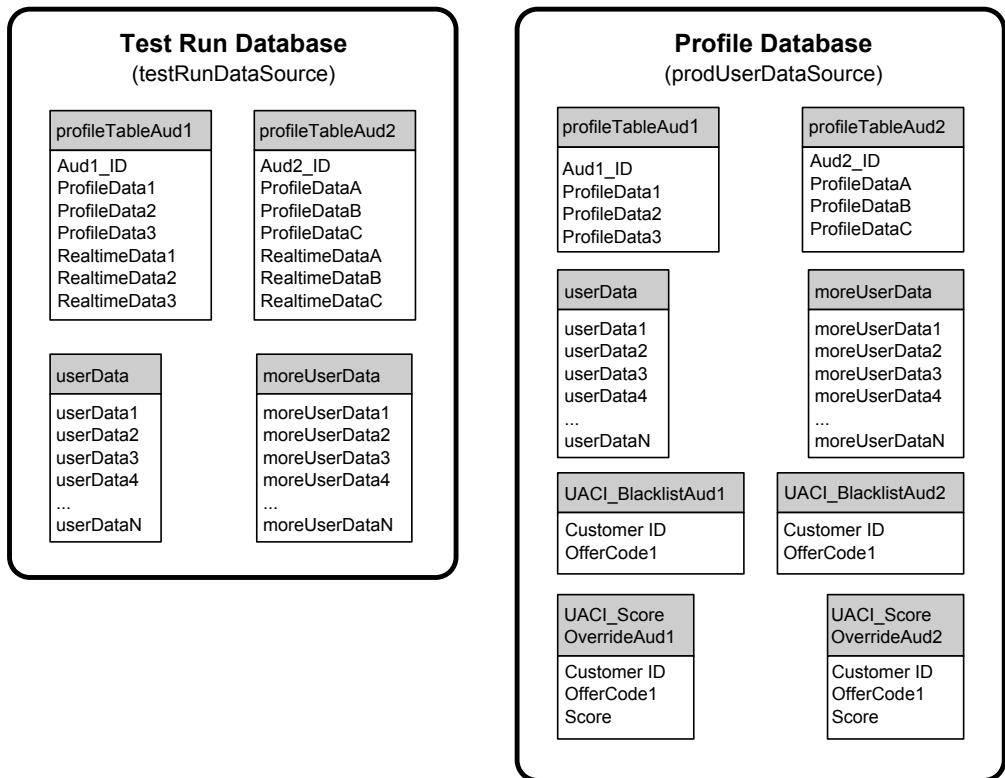 Test Run Database
(testRunDataSource)
profileTableAud1
Aud1_ID
ProfileData1
ProfileData2
ProfileData3
RealtimeData1
RealtimeData2
RealtimeData3
profileTableAud2
Aud2_ID
ProfileDataA
ProfileDataB
ProfileDataC
RealtimeDataA
RealtimeDataB
RealtimeDataC
userData
userData1
userData2
userData3
userData4
...
userDataN
moreUserData
moreUserData1
moreUserData2
moreUserData3
moreUserData4
...
moreUserDataN
Profile Database
(prodUserDataSource)
profileTableAud1
Aud1_ID
ProfileData1
ProfileData2
ProfileData3
profileTableAud2
Aud2_ID
ProfileDataA
ProfileDataB
ProfileDataC
userData
userData1
userData2
userData3
userData4
...
userDataN
moreUserData
moreUserData1
moreUserData2
moreUserData3
moreUserData4
...
moreUserDataN
UACI_BlacklistAud1
Customer ID
OfferCode1
UACI_BlacklistAud2
Customer ID
OfferCode1
UACI_Score
OverrideAud1
Customer ID
OfferCode1
Score
UACI_Score
OverrideAud2
Customer ID
OfferCode1
Score